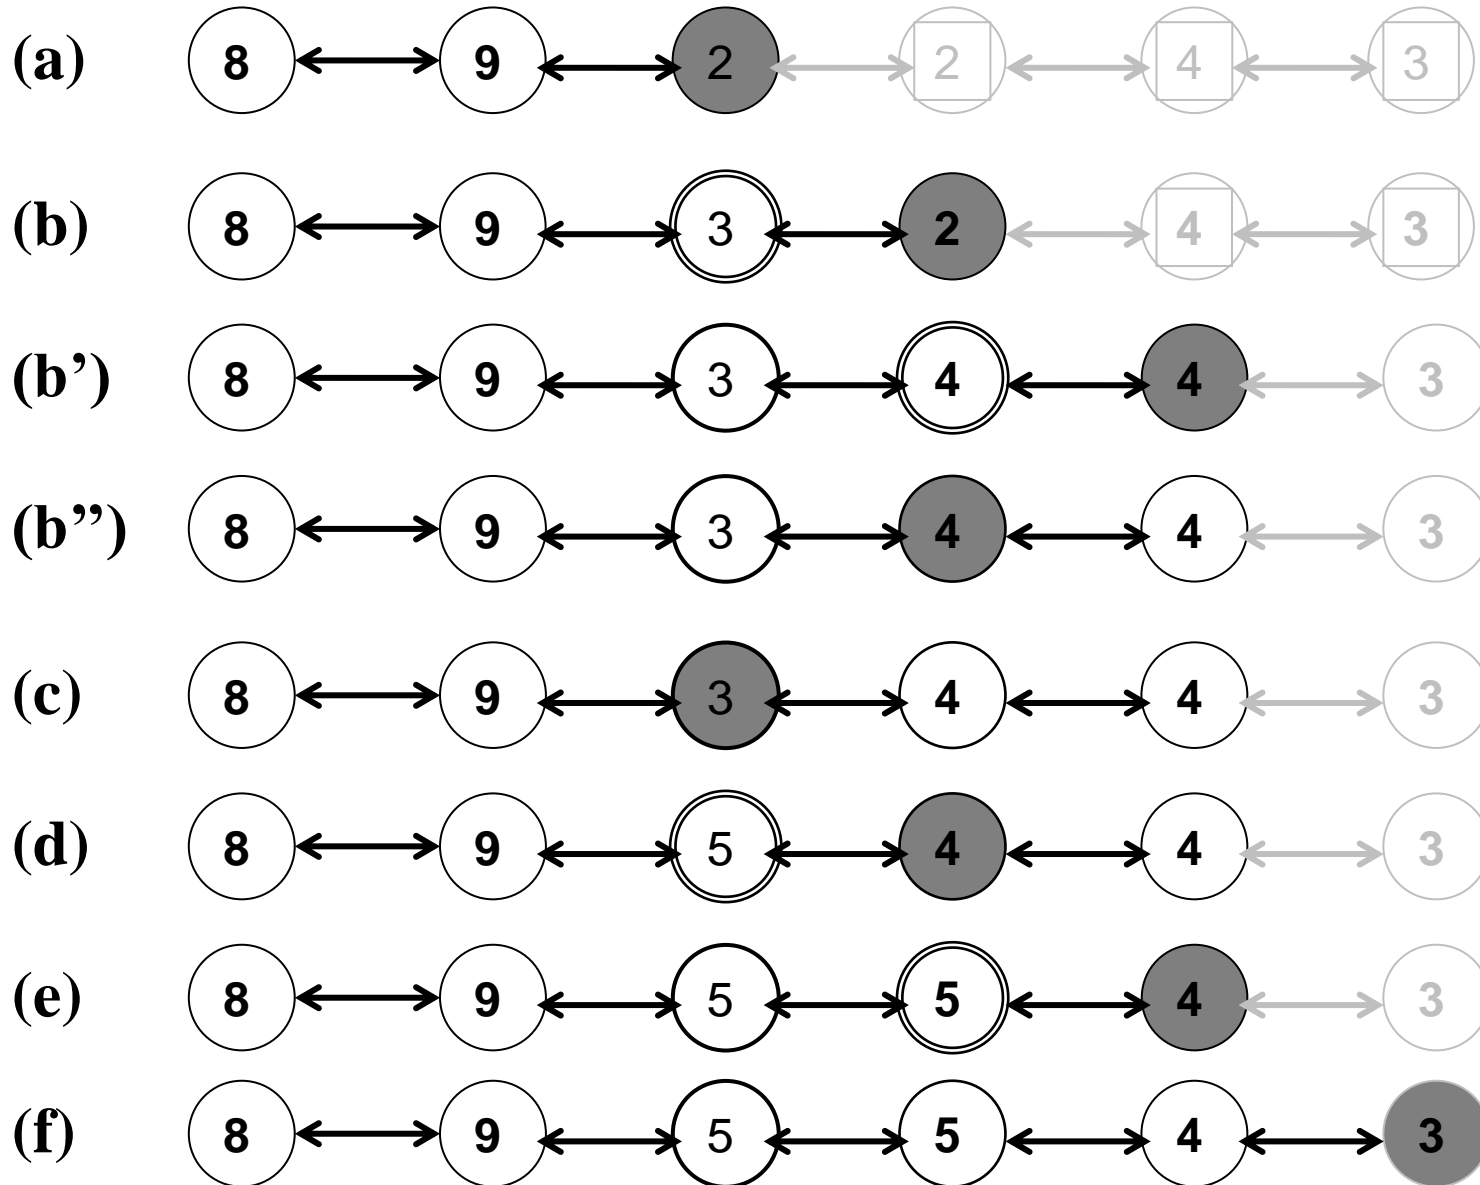 (a) 8 9 2 2 4 3
(b) 8 9 3 2 4 3
(b’) 8 9 3 4 4 3
(b”) 8 9 3 4 4 3
(c) 8 9 3 4 4 3
(d) 8 9 5 4 4 3
(e) 8 9 5 5 4 3
(f) 8 9 5 5 4 3